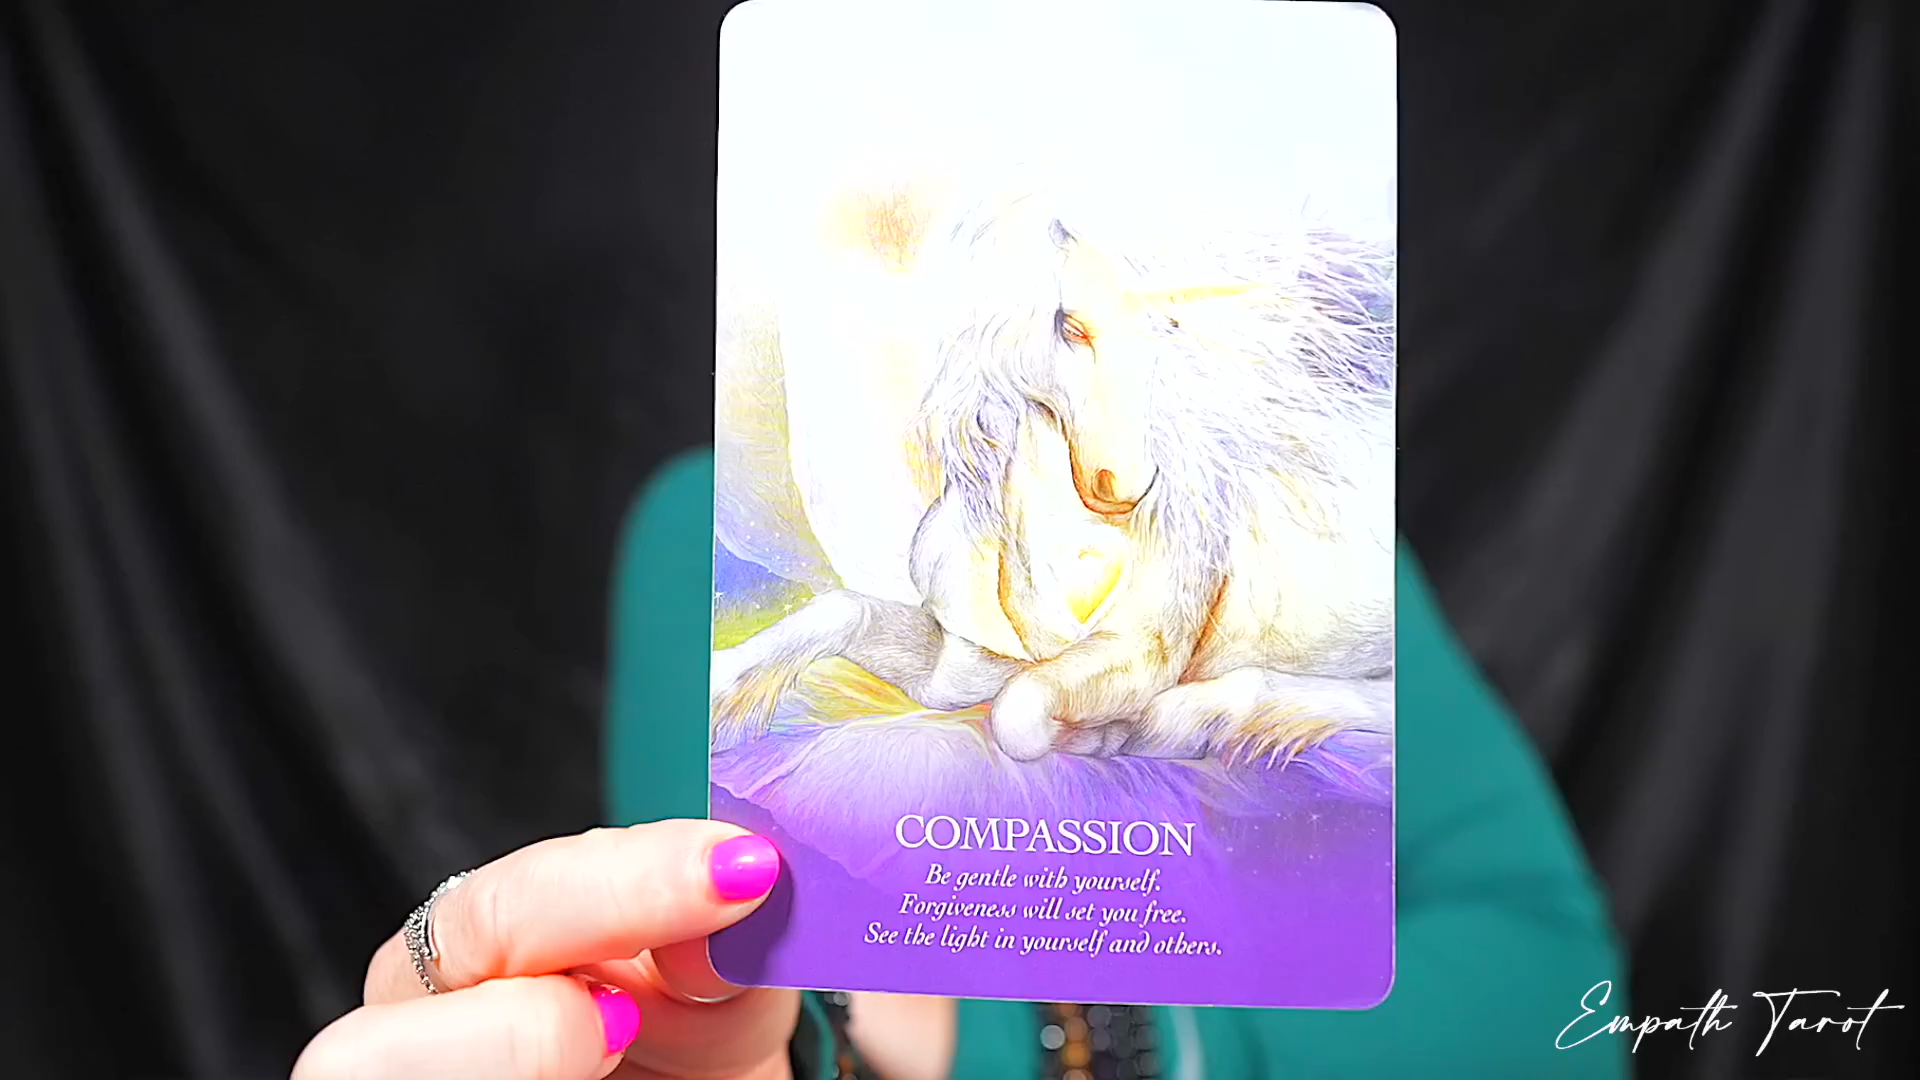 COMPASSION
Be gentle with yourself.
Forgiveness will set you free.
See the light in yourself and others.
Empath Tarot